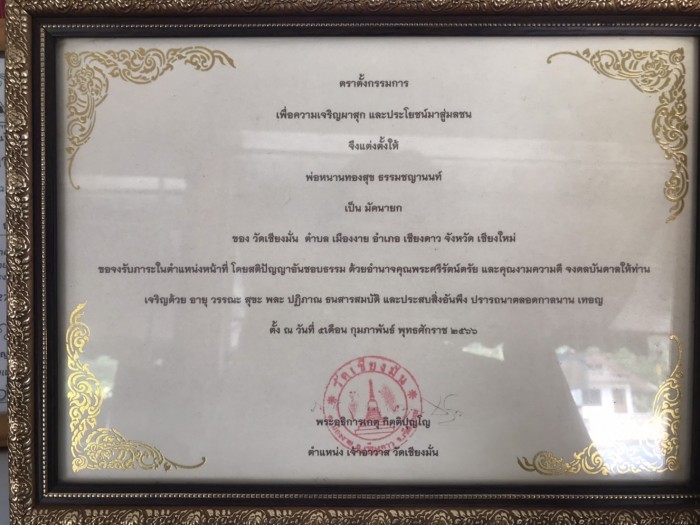 ตราตั้งกรรมการ
เพื่อความเจริญผาสุก และประโยชน์มาสู่มลชน
จึงแต่งตั้งให้
พ่อหนานทองสุข ธรรมชญานนท์
เป็น มัคนายก
ของ วัดเชียงมั่น ตำบล เมืองงาย อำเภอ เชียงดาว จังหวัด เชียงใหม่
ขอจงรับภาระในตำแหน่งหน้าที่ โดยสติปัญญาอันชอบธรรม ด้วยอำนาจคุณพระศรีรัตน์ตรัย และคุณงามความดี จงดลบันดาลให้ท่าน
เจริญด้วย อายุ วรรณะ สุขะ พละ ปฏิภาณ ธนสารสมบัติ และประสบสิ่งอันพึง ปรารถนาตลอดกาลนาน เทอญ
ตั้ง ณ วันที่ ๕เดือน กุมภาพันธ์ พุทธศักราช ๒๕๖๖
วัดเชียงมั่น
พระอธิการเกตุ กิตฺติปุญฺโญ
ตำแหน่ง เจ้าอาวาส วัดเชียงมั่น